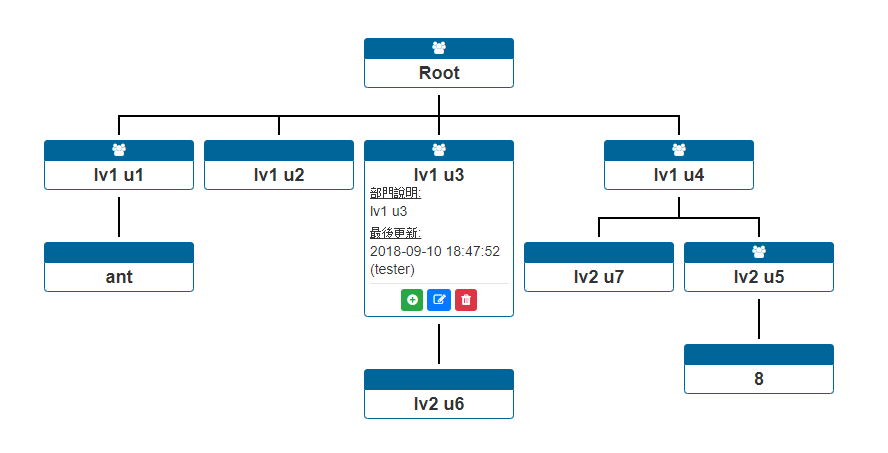 Root
lv1 u1
lv1 u2
lv1 u3
lv1 u4
部門說明:
lv1 u3
最後更新:
2018-09-10 18:47:52
(tester)
ant
lv2 u7
lv2 u5
lv2 u6
8